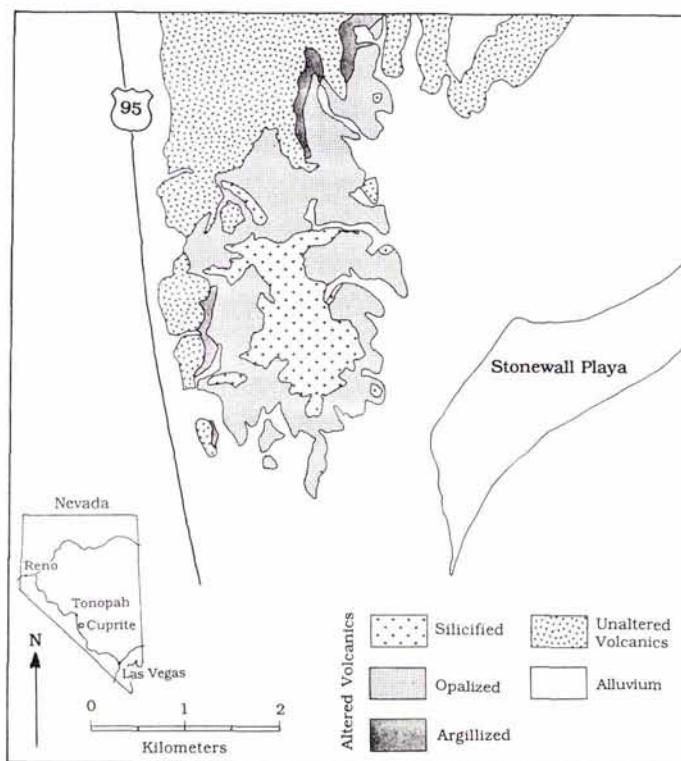 95
Stonewall Playa
Nevada
Reno
Tonopah
Cuprite
Las Vegas
N
0 1 2
Kilometers
Altered Volcanics
Silicified
Opalized
Argillized
Unaltered
Volcanics
Alluvium